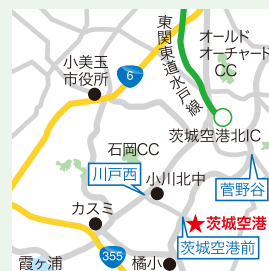 東関東道水戸線
オールド
オーチャード
CC
小美玉
市役所
6
茨城空港北IC
石岡CC
川戸西
小川北中
菅野谷
カスミ
茨城空港
茨城空港前
355
霞ヶ浦
橘小